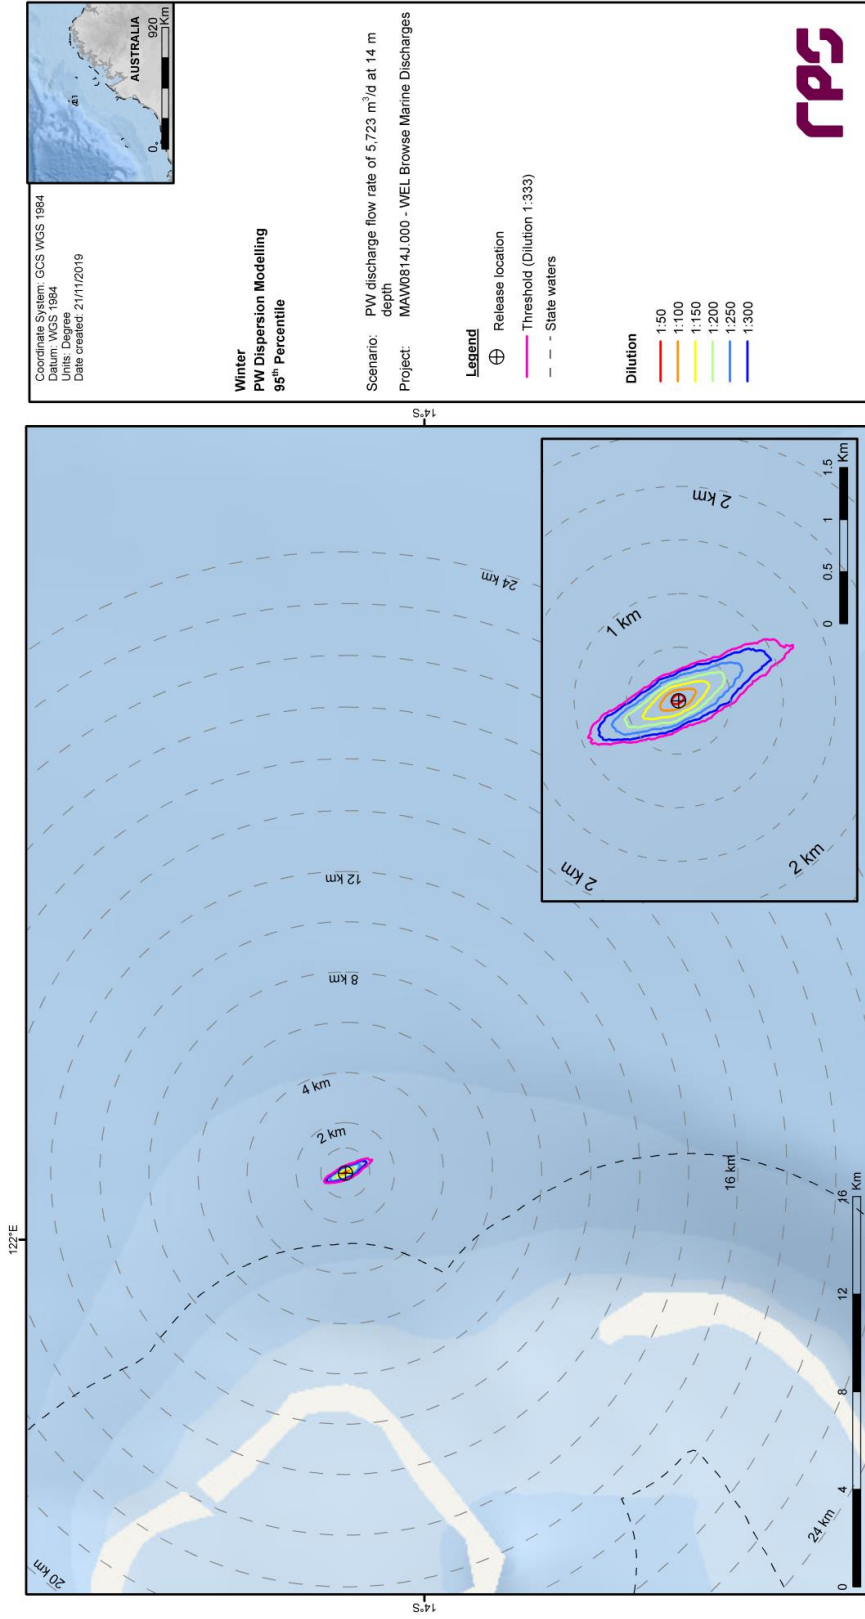 Coordinate System: GCS WGS 1984
Datum: WGS 1984
Units: Degree
Date created: 21/11/2019
AUSTRALIA
0
920
Km
Winter
PW Dispersion Modelling
95th Percentile
Scenario: PW discharge flow rate of 5,723 m³/d at 14 m
depth
Project: MAW0814J.000 - WEL Browse Marine Discharges
Legend
Release location
Threshold (Dilution 1:333)
State waters
Dilution
1:50
1:100
1:150
1:200
1:250
1:300
rps
122°E
14°S
14°S
20 km
24 km
12 km
8 km
4 km
2 km
16 km
24 km
0 4 8 12 16
Km
1 km
2 km
2 km
2 km
0 0.5 1 1.5
Km